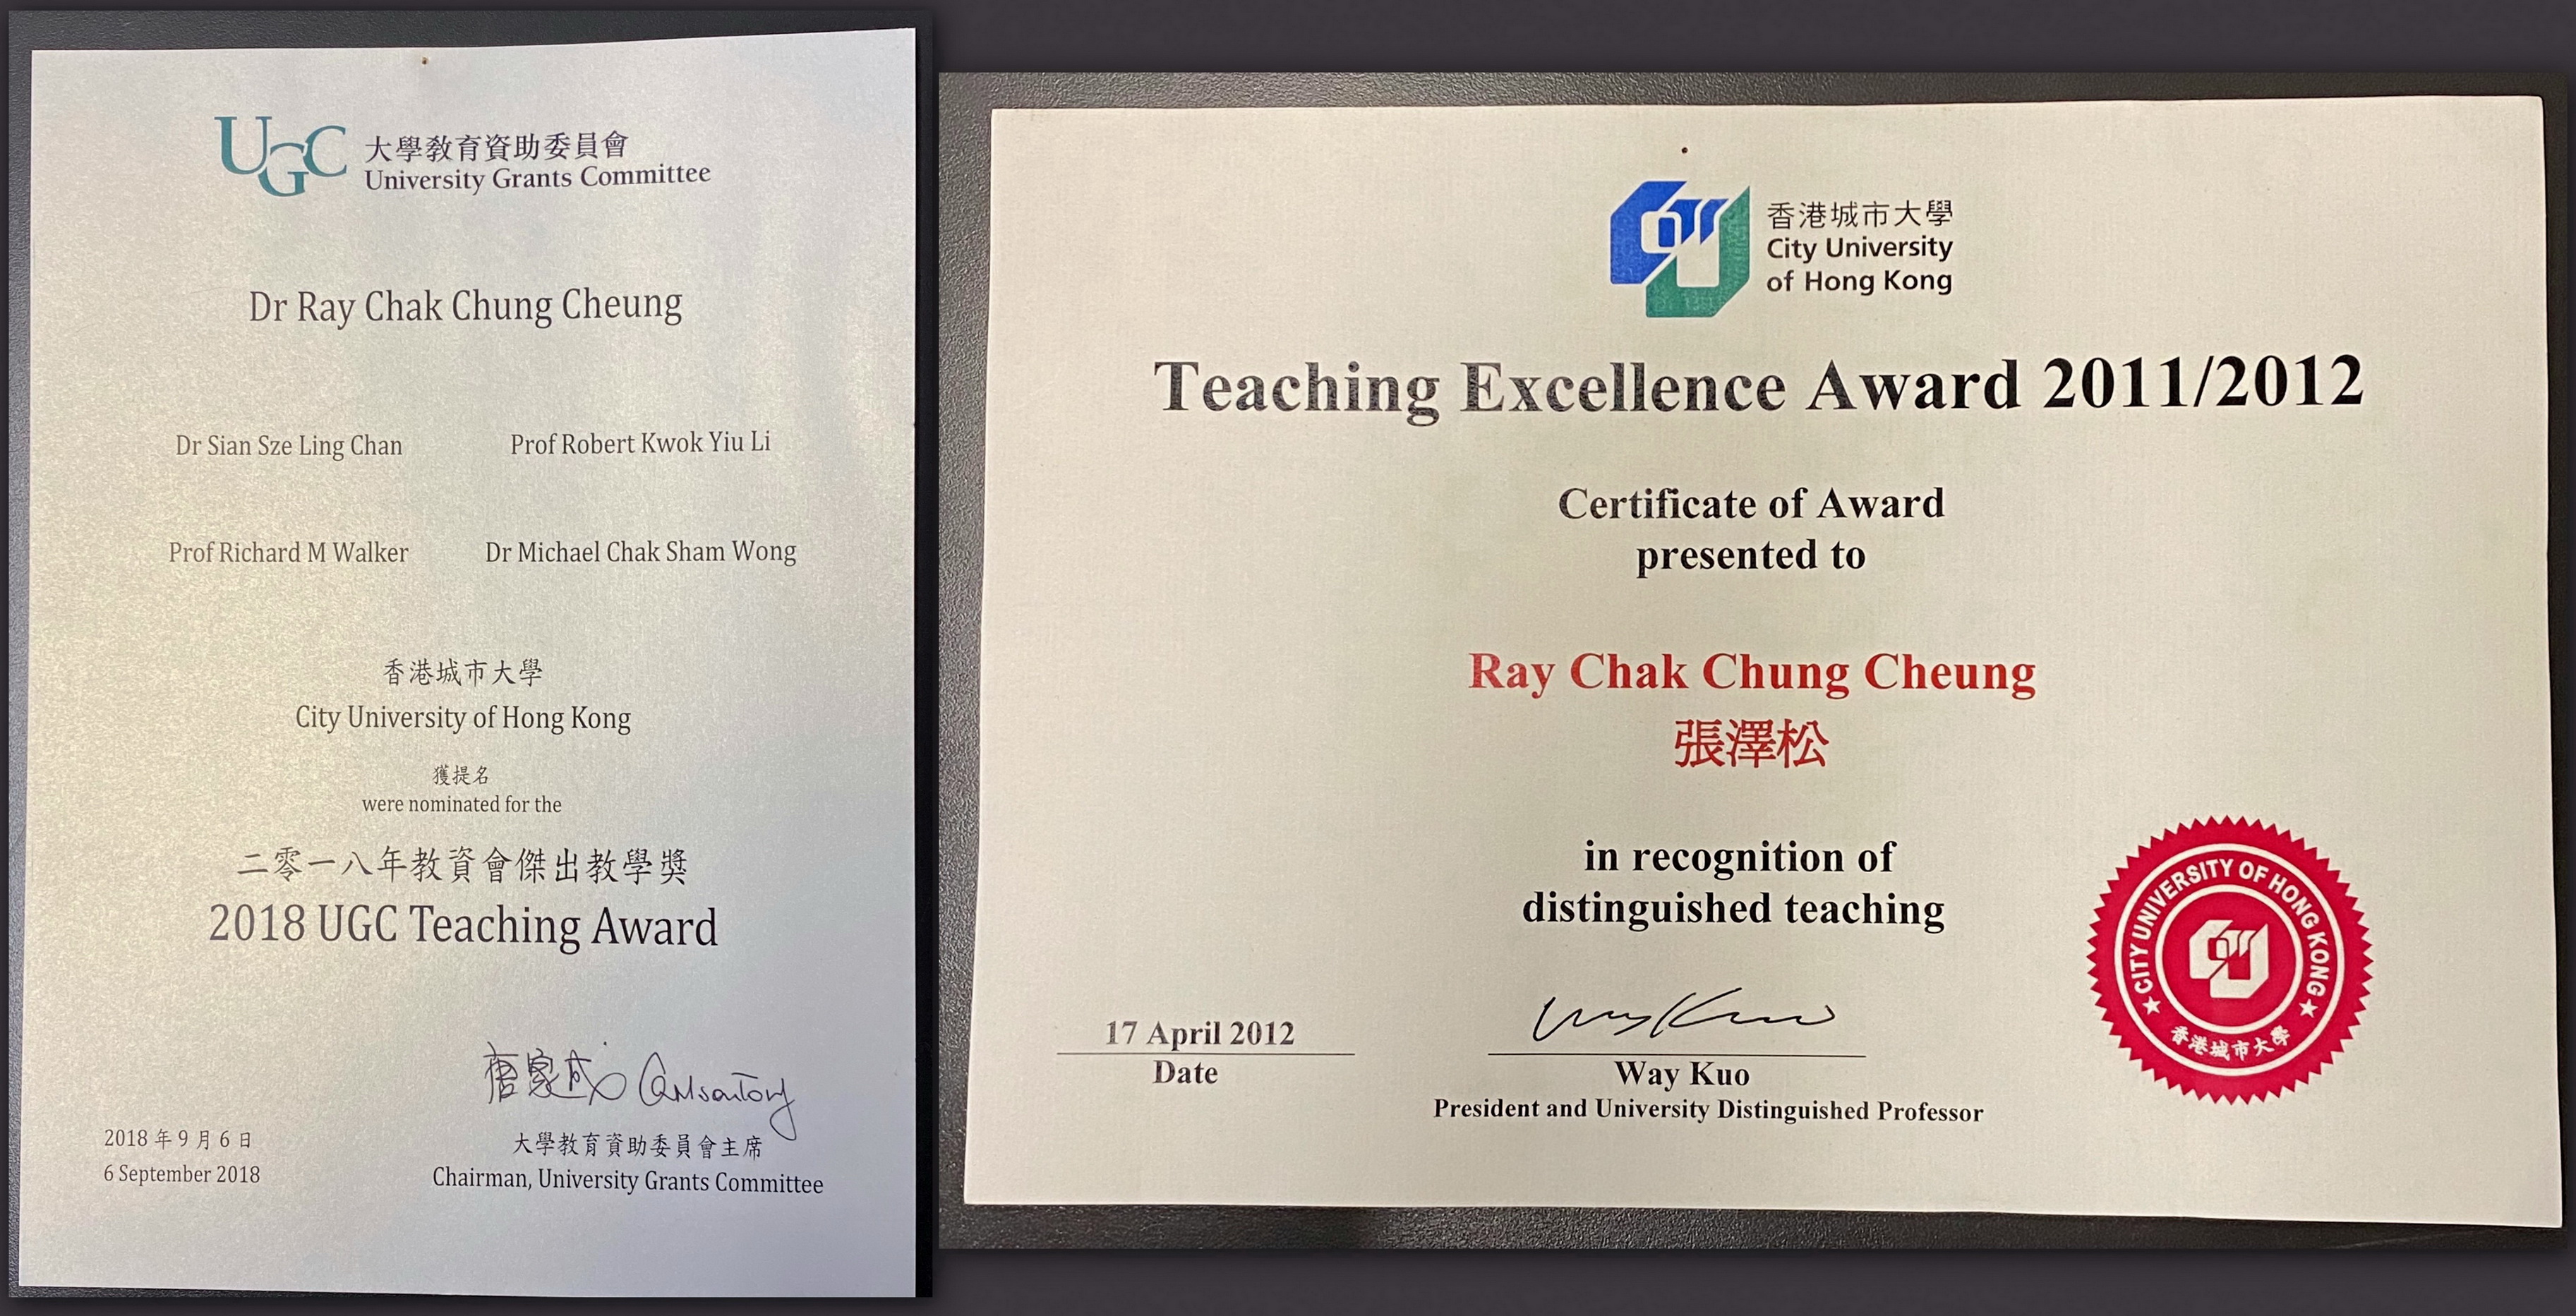 UGC
大學教育資助委員會
University Grants Committee
Dr Ray Chak Chung Cheung
Dr Sian Sze Ling Chan
Prof Robert Kwok Yiu Li
Prof Richard M Walker
Dr Michael Chak Sham Wong
香港城市大學
City University of Hong Kong
獲提名
were nominated for the
二零一八年教資會傑出教學獎
2018 UGC Teaching Award
唐家成 Carlson Tong
2018 年 9 月 6 日
6 September 2018
大學教育資助委員會主席
Chairman, University Grants Committee
CityU
香港城市大學
City University
of Hong Kong
Teaching Excellence Award 2011/2012
Certificate of Award
presented to
Ray Chak Chung Cheung
張澤松
in recognition of
distinguished teaching
17 April 2012
Date
Way Kuo
Way Kuo
President and University Distinguished Professor
CITY UNIVERSITY OF HONG KONG
CityU
香港城市大學